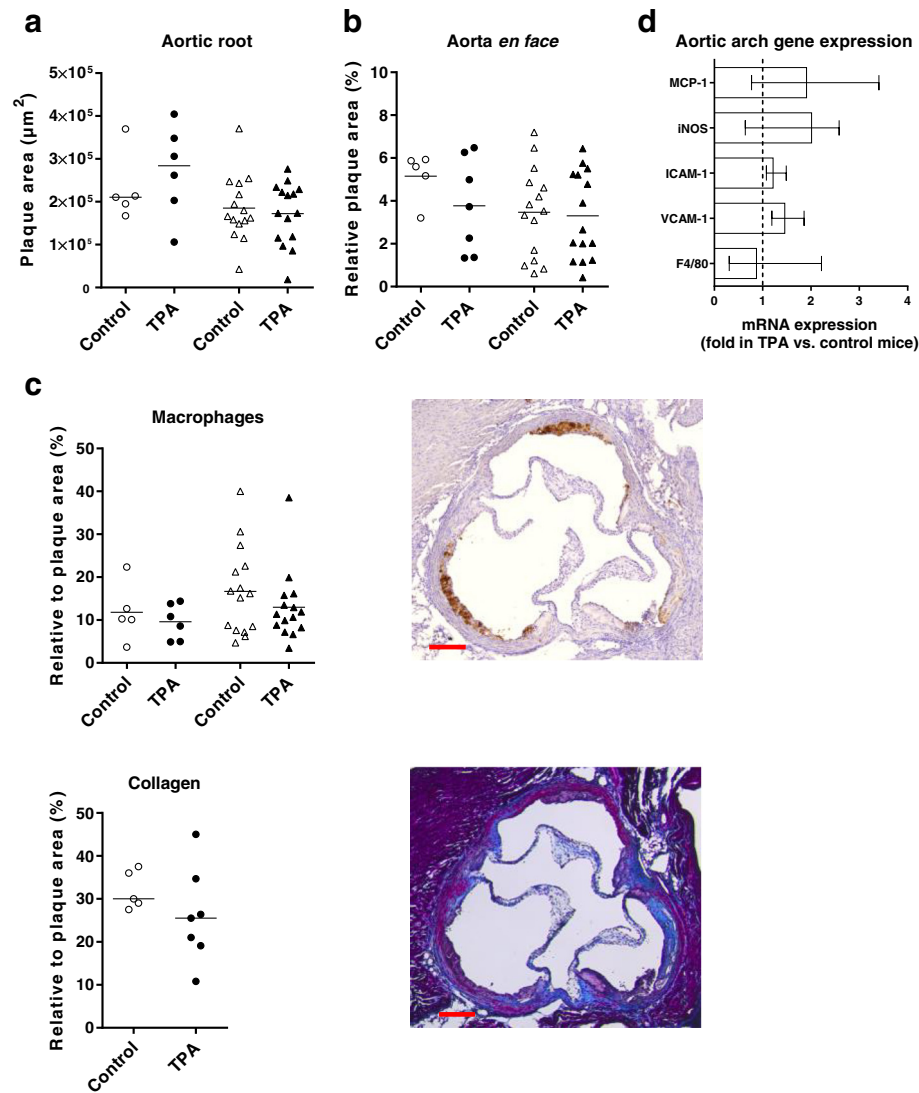 a
Aortic root
Plaque area (µm²)
5×10⁵
4×10⁵
3×10⁵
2×10⁵
1×10⁵
0
Control
TPA
Control
TPA
b
Aorta en face
Relative plaque area (%)
10
8
6
4
2
0
Control
TPA
Control
TPA
d
Aortic arch gene expression
MCP-1
iNOS
ICAM-1
VCAM-1
F4/80
0 1 2 3 4
mRNA expression
(fold in TPA vs. control mice)
c
Macrophages
Relative to plaque area (%)
50
40
30
20
10
0
Control
TPA
Control
TPA
Collagen
Relative to plaque area (%)
50
40
30
20
10
0
Control
TPA